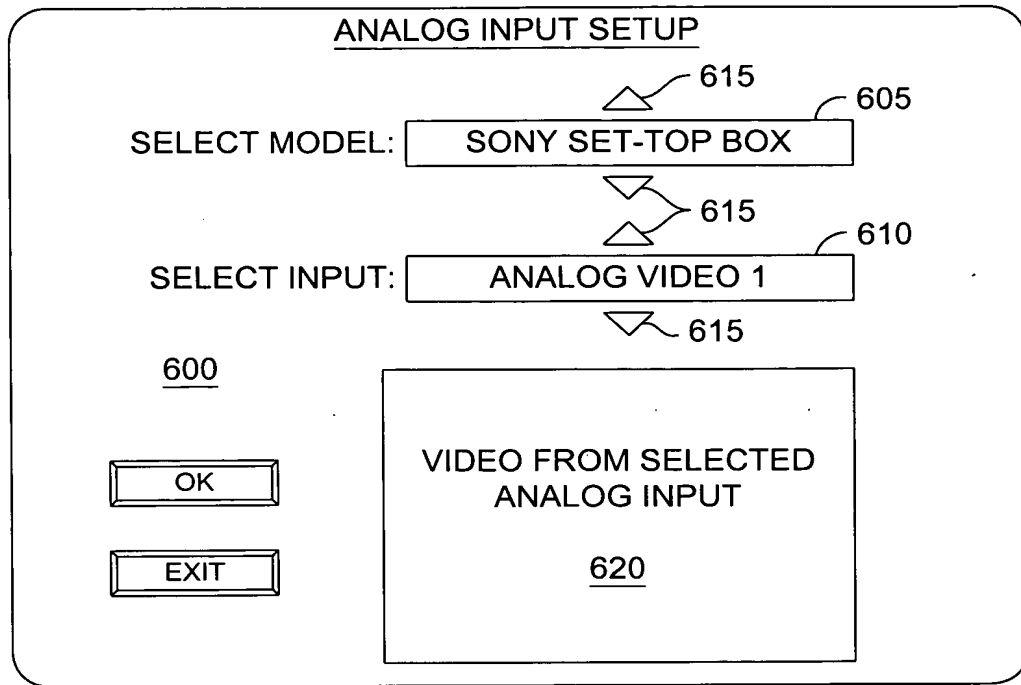 ANALOG INPUT SETUP
615
605
SELECT MODEL: SONY SET-TOP BOX
615
610
SELECT INPUT: ANALOG VIDEO 1
615
600
VIDEO FROM SELECTED
ANALOG INPUT
OK
EXIT
620